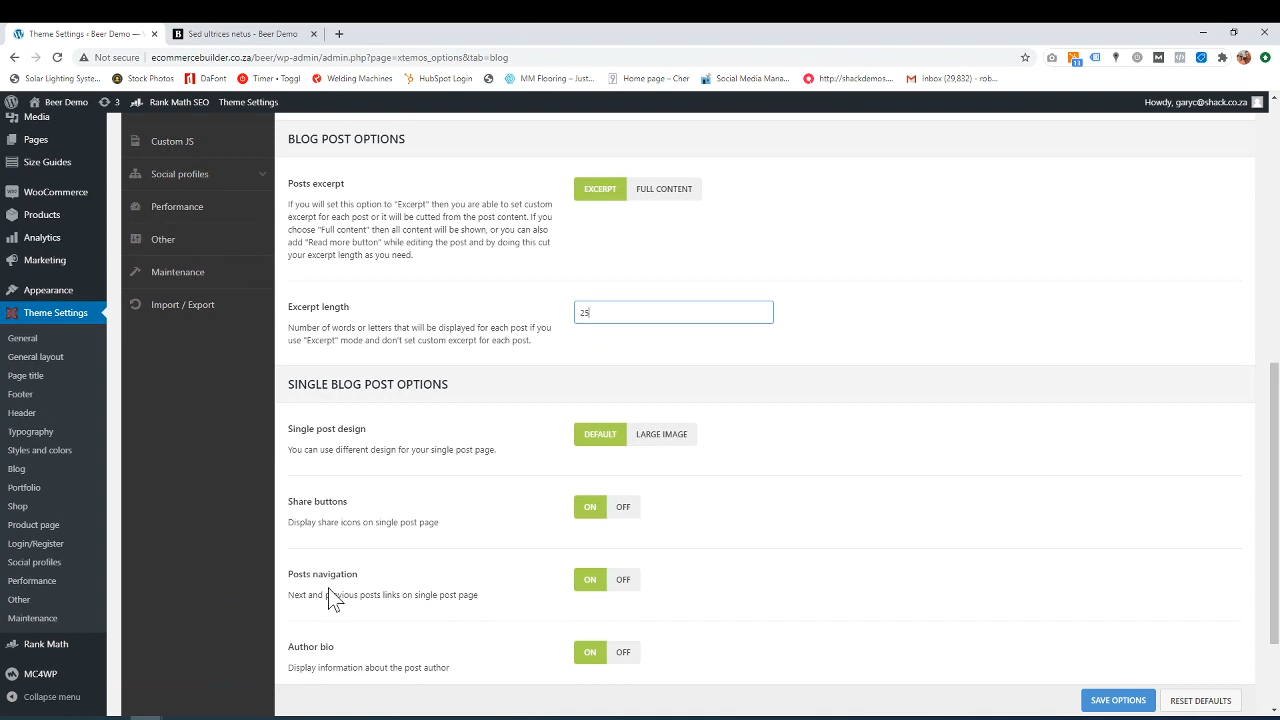 Theme Settings ‹ Beer Demo —
Sed ultrices netus - Beer Demo
Not secure
ecommercebuilder.co.za/beer/wp-admin/admin.php?page=xtemos_options&tab=blog
Solar Lighting Syste...
Stock Photos
DaFont
Timer • Toggl
Welding Machines
HubSpot Login
MM Flooring – Just...
Home page – Cher
Social Media Mana...
http://shackdemos....
Inbox (29,832) - rob...
Beer Demo
3
Rank Math SEO
Theme Settings
Howdy, garyc@shack.co.za
Media
Pages
Size Guides
WooCommerce
Products
Analytics
Marketing
Appearance
Theme Settings
General
General layout
Page title
Footer
Header
Typography
Styles and colors
Blog
Portfolio
Shop
Product page
Login/Register
Social profiles
Performance
Other
Maintenance
Rank Math
MC4WP
Collapse menu
Custom JS
Social profiles
Performance
Other
Maintenance
Import / Export
BLOG POST OPTIONS
Posts excerpt
EXCERPT
FULL CONTENT
If you will set this option to "Excerpt" then you are able to set custom
excerpt for each post or it will be cutted from the post content. If you
choose "Full content" then all content will be shown, or you can also
add "Read more button" while editing the post and by doing this cut
your excerpt length as you need.
Excerpt length
25
Number of words or letters that will be displayed for each post if you
use "Excerpt" mode and don't set custom excerpt for each post.
SINGLE BLOG POST OPTIONS
Single post design
DEFAULT
LARGE IMAGE
You can use different design for your single post page.
Share buttons
ON
OFF
Display share icons on single post page
Posts navigation
ON
OFF
Next and previous posts links on single post page
Author bio
ON
OFF
Display information about the post author
SAVE OPTIONS
RESET DEFAULTS